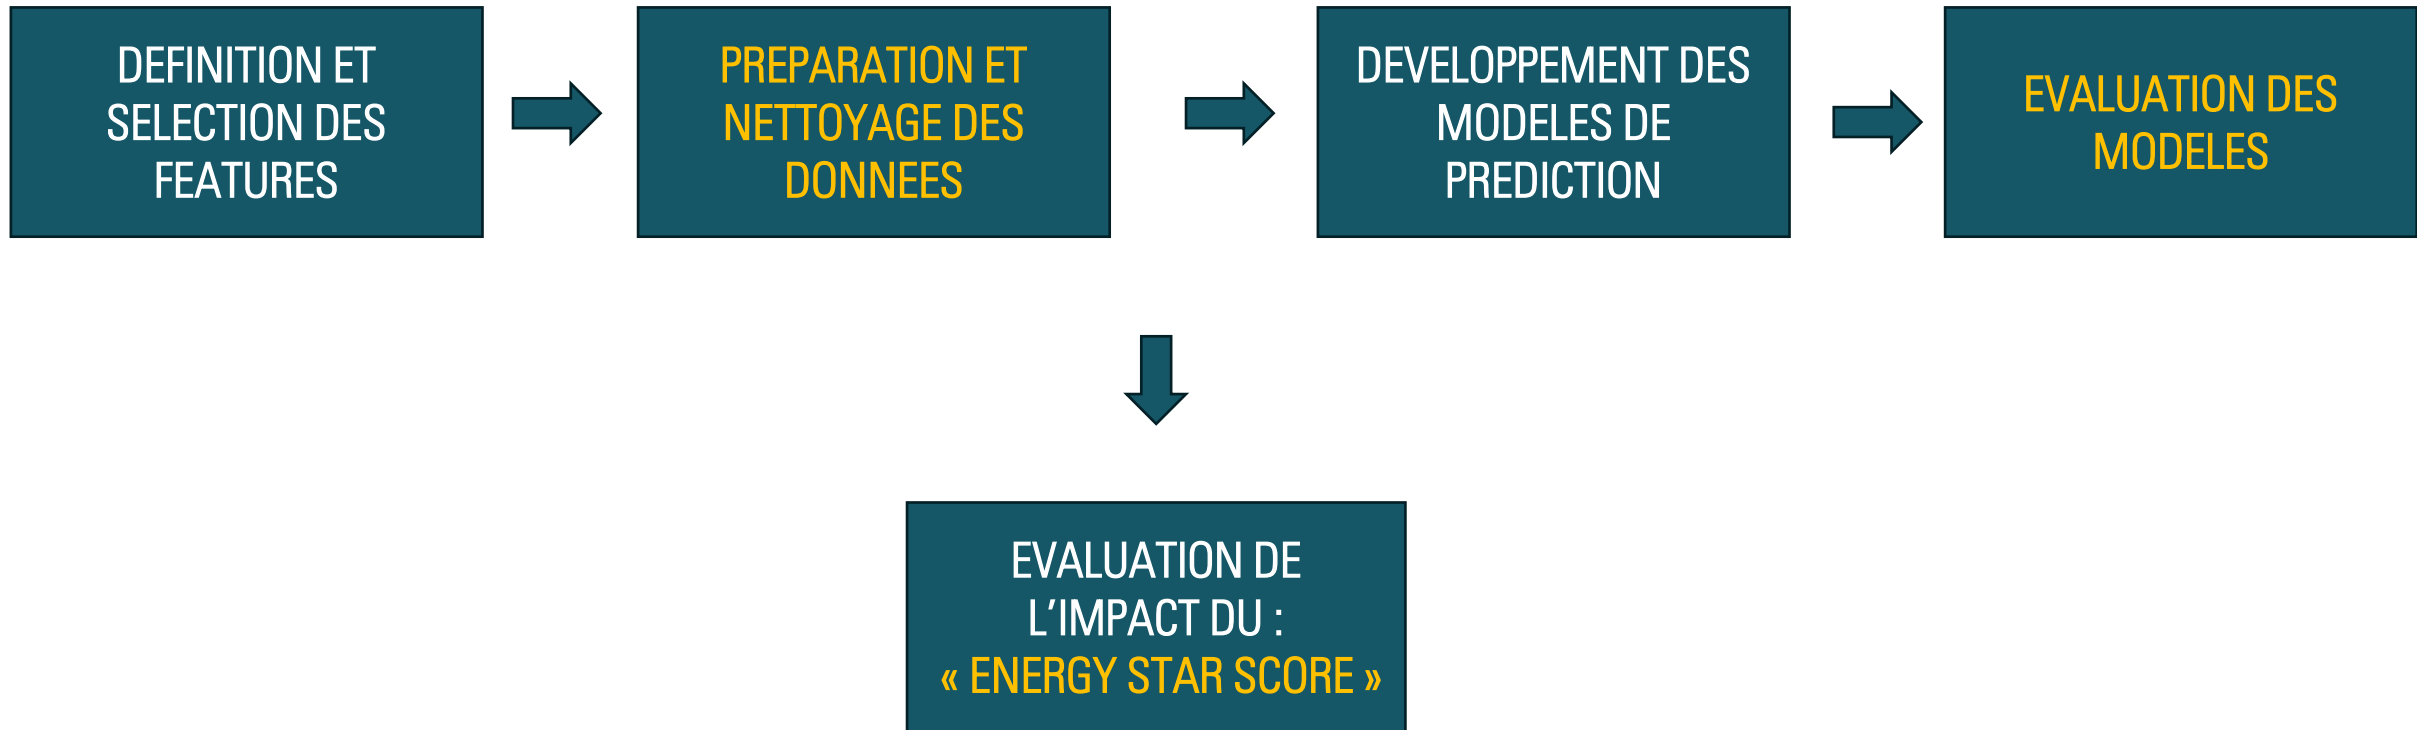 DEFINITION ET
SELECTION DES
FEATURES
PREPARATION ET
NETTOYAGE DES
DONNEES
DEVELOPPEMENT DES
MODELES DE
PREDICTION
EVALUATION DES
MODELES
EVALUATION DE
L’IMPACT DU :
« ENERGY STAR SCORE »